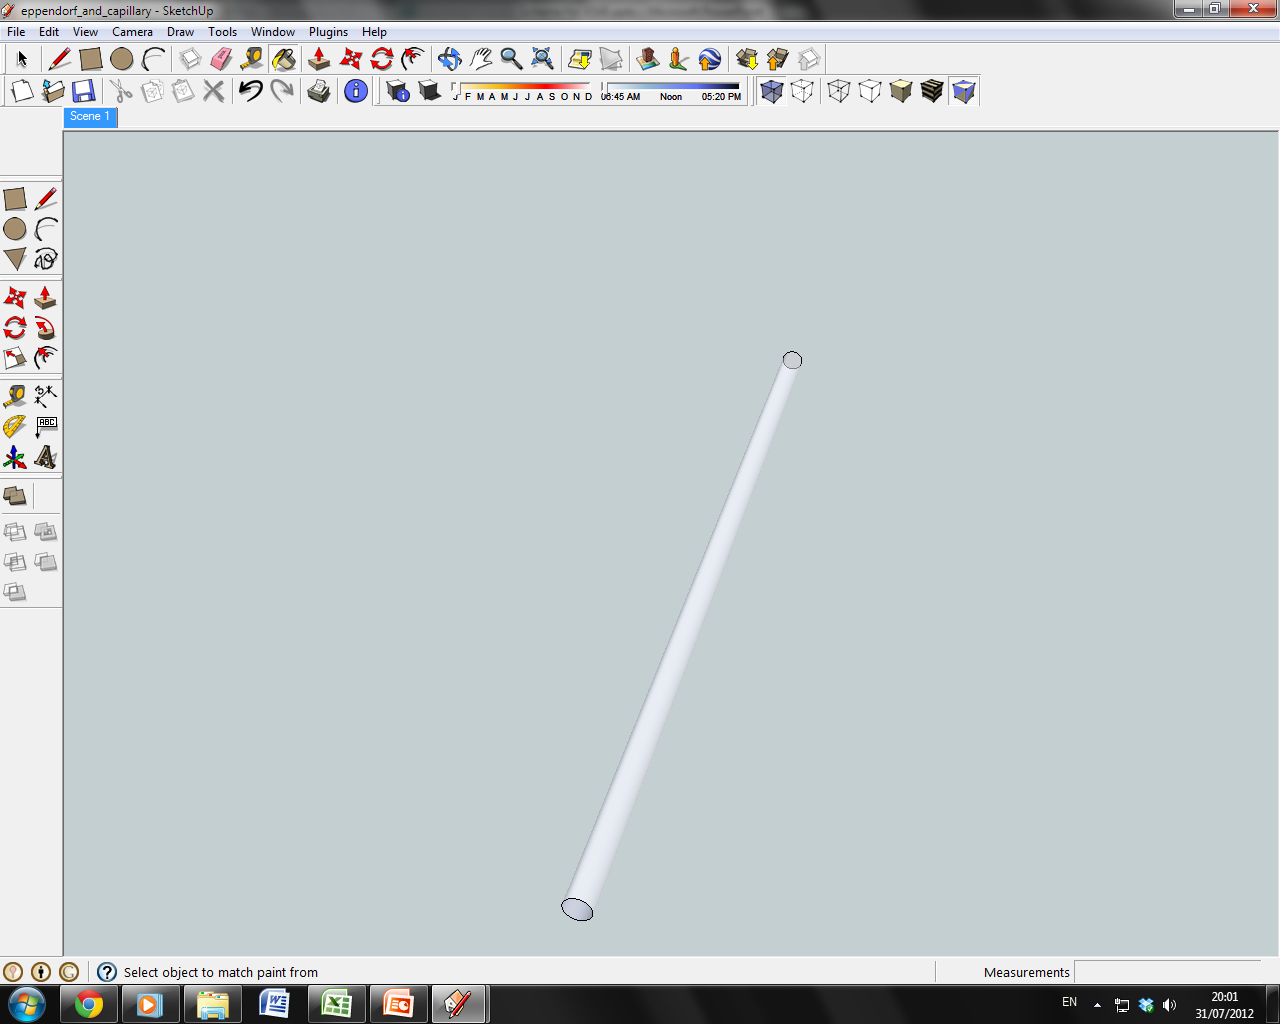 eppendorf_and_capillary - SketchUp
File Edit View Camera Draw Tools Window Plugins Help
J F M A M J J A S O N D 06:45 AM Noon 05:20 PM
Scene 1
ABC
Select object to match paint from
Measurements
EN
20:01
31/07/2012